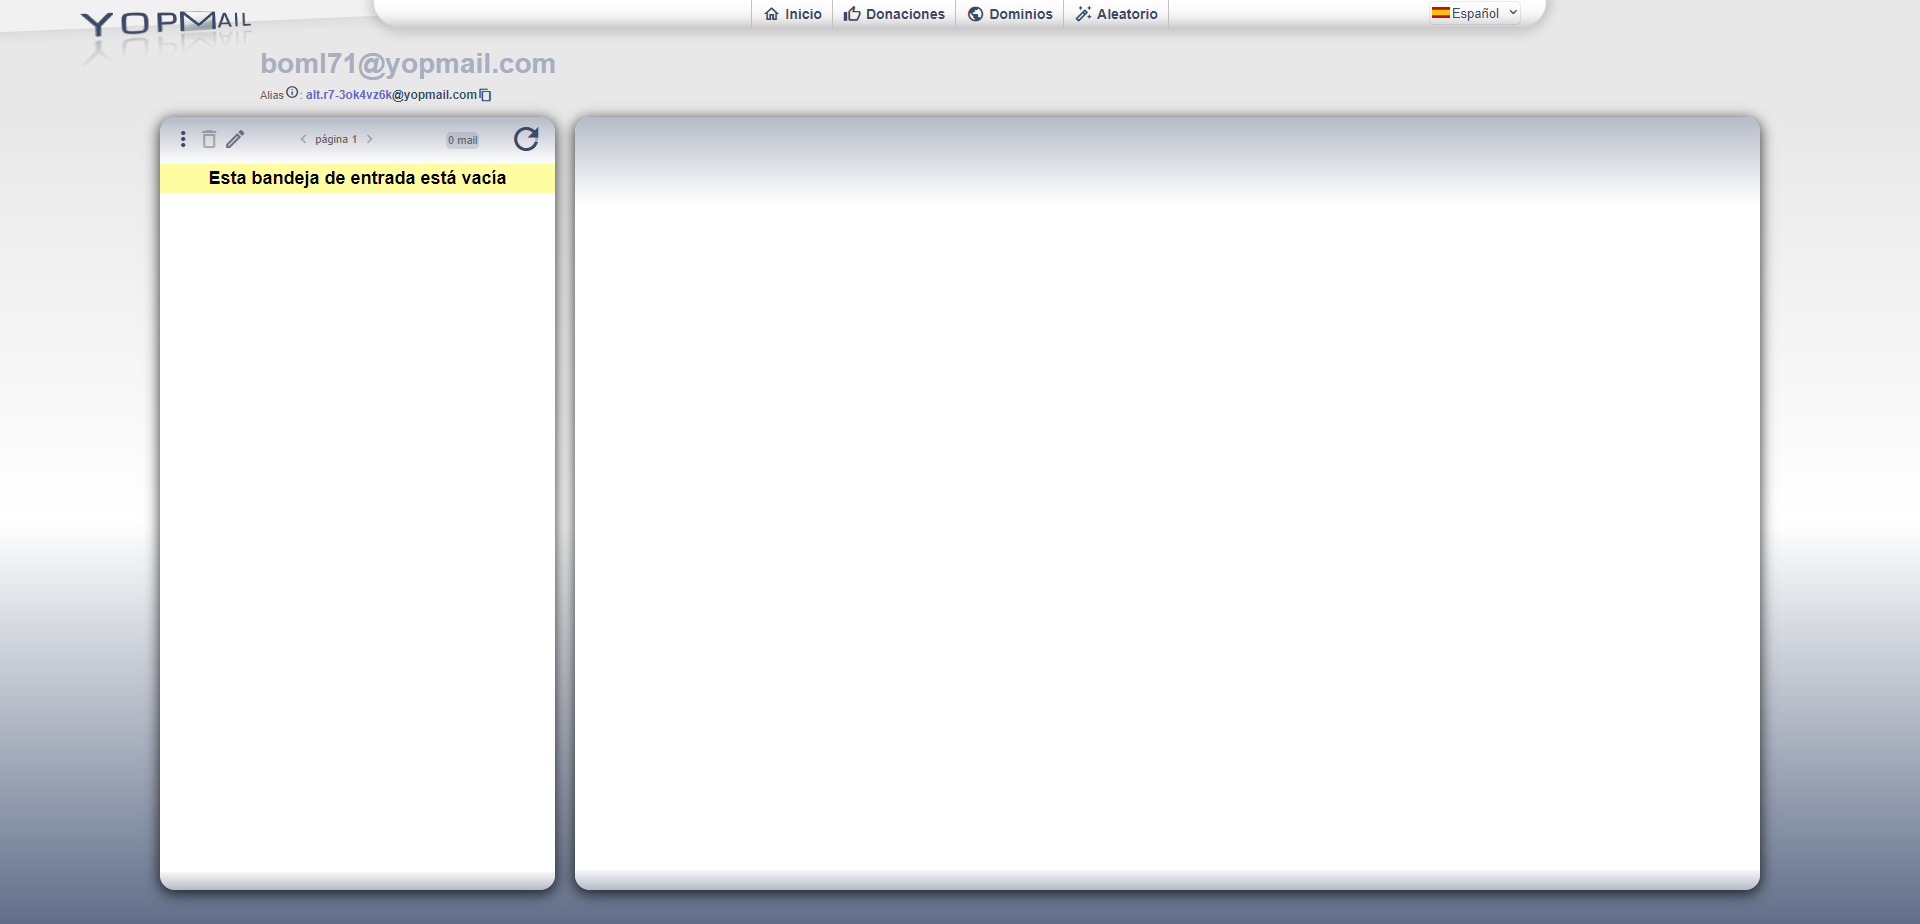 YOPMAIL
Inicio Donaciones Dominios Aleatorio Español
boml71@yopmail.com
Alias : alt.r7-3ok4vz6k@yopmail.com
página 1 0 mail
Esta bandeja de entrada está vacía